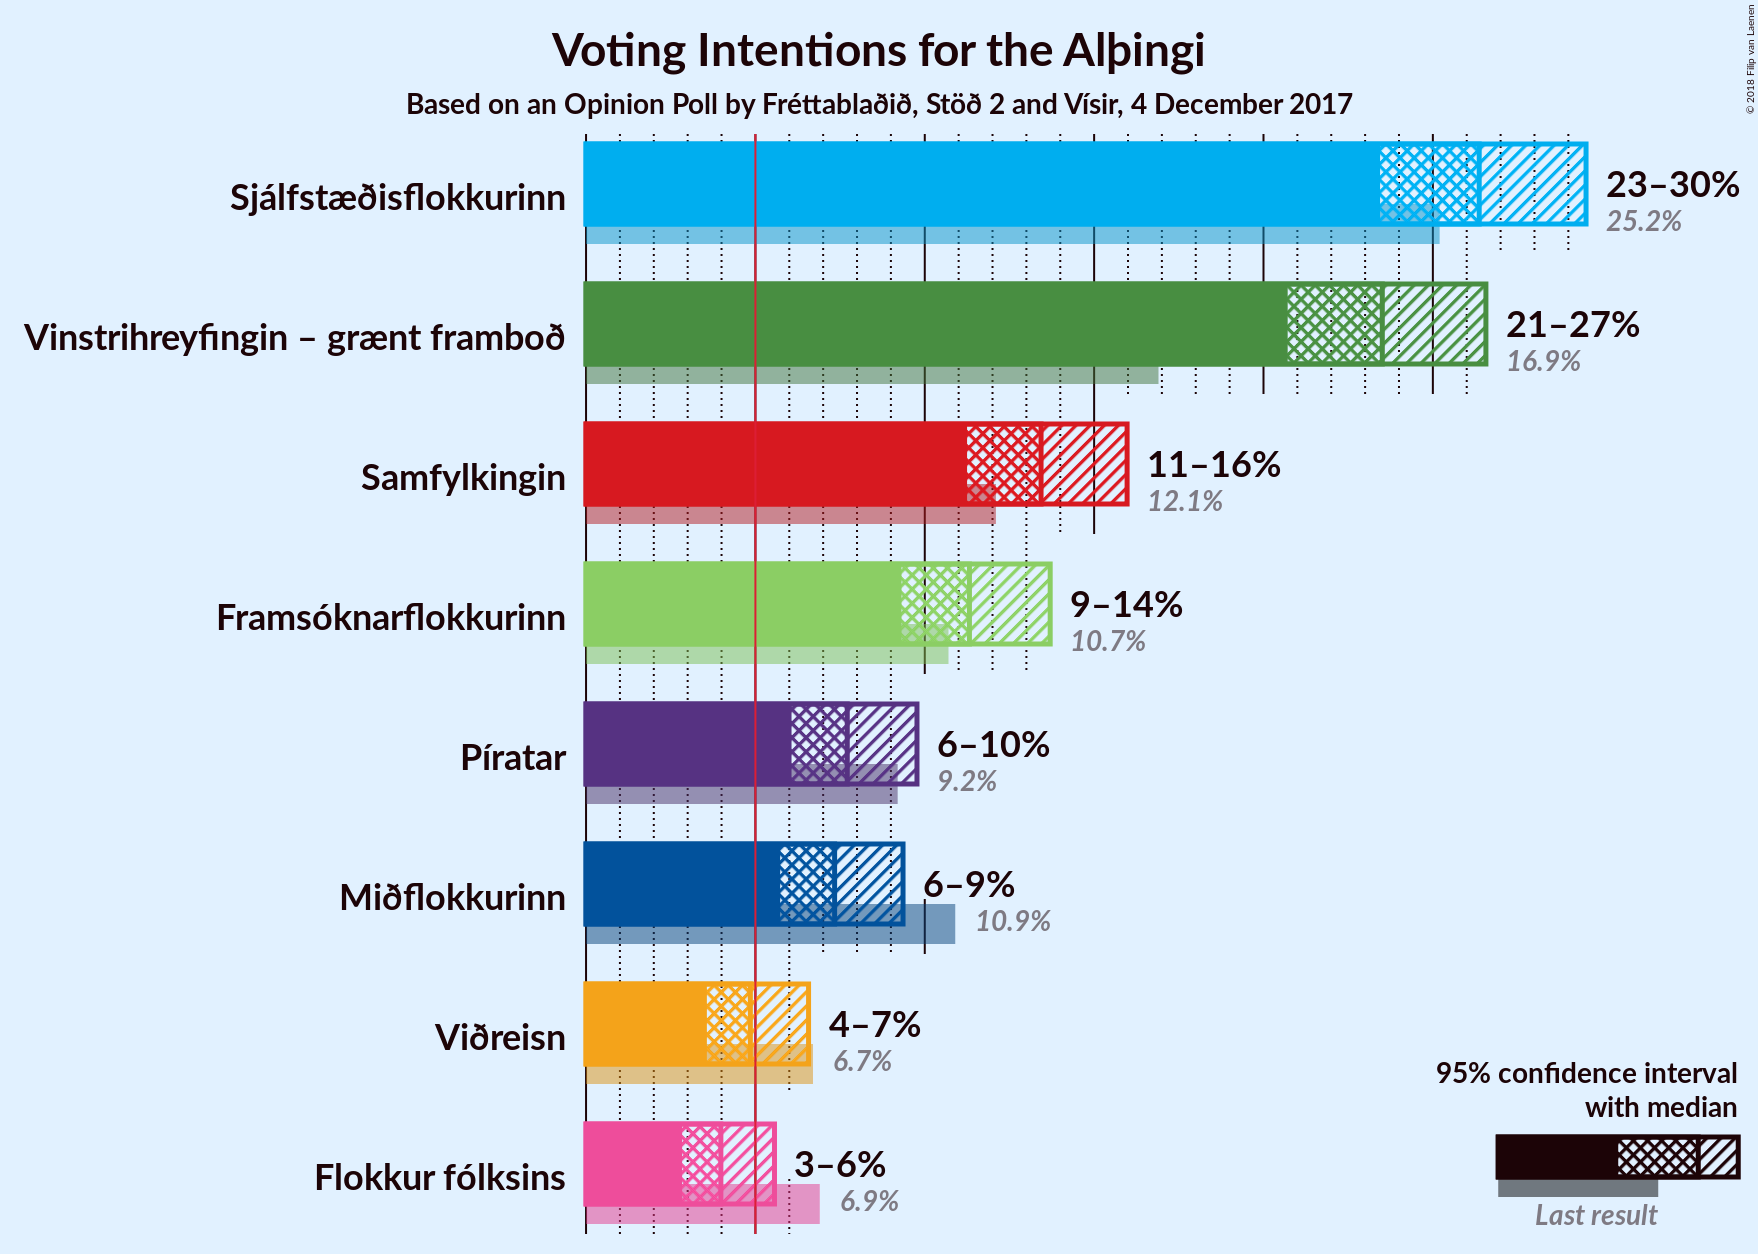 Voting Intentions for the Alþingi
Based on an Opinion Poll by Fréttablaðið, Stöð 2 and Vísir, 4 December 2017
© 2018 Filip van Laenen
Sjálfstæðisflokkurinn
23–30%
25.2%
Vinstrihreyfingin – grænt framboð
21–27%
16.9%
Samfylkingin
11–16%
12.1%
Framsóknarflokkurinn
9–14%
10.7%
Píratar
6–10%
9.2%
Miðflokkurinn
6–9%
10.9%
Viðreisn
4–7%
6.7%
Flokkur fólksins
3–6%
6.9%
95% confidence interval
with median
Last result